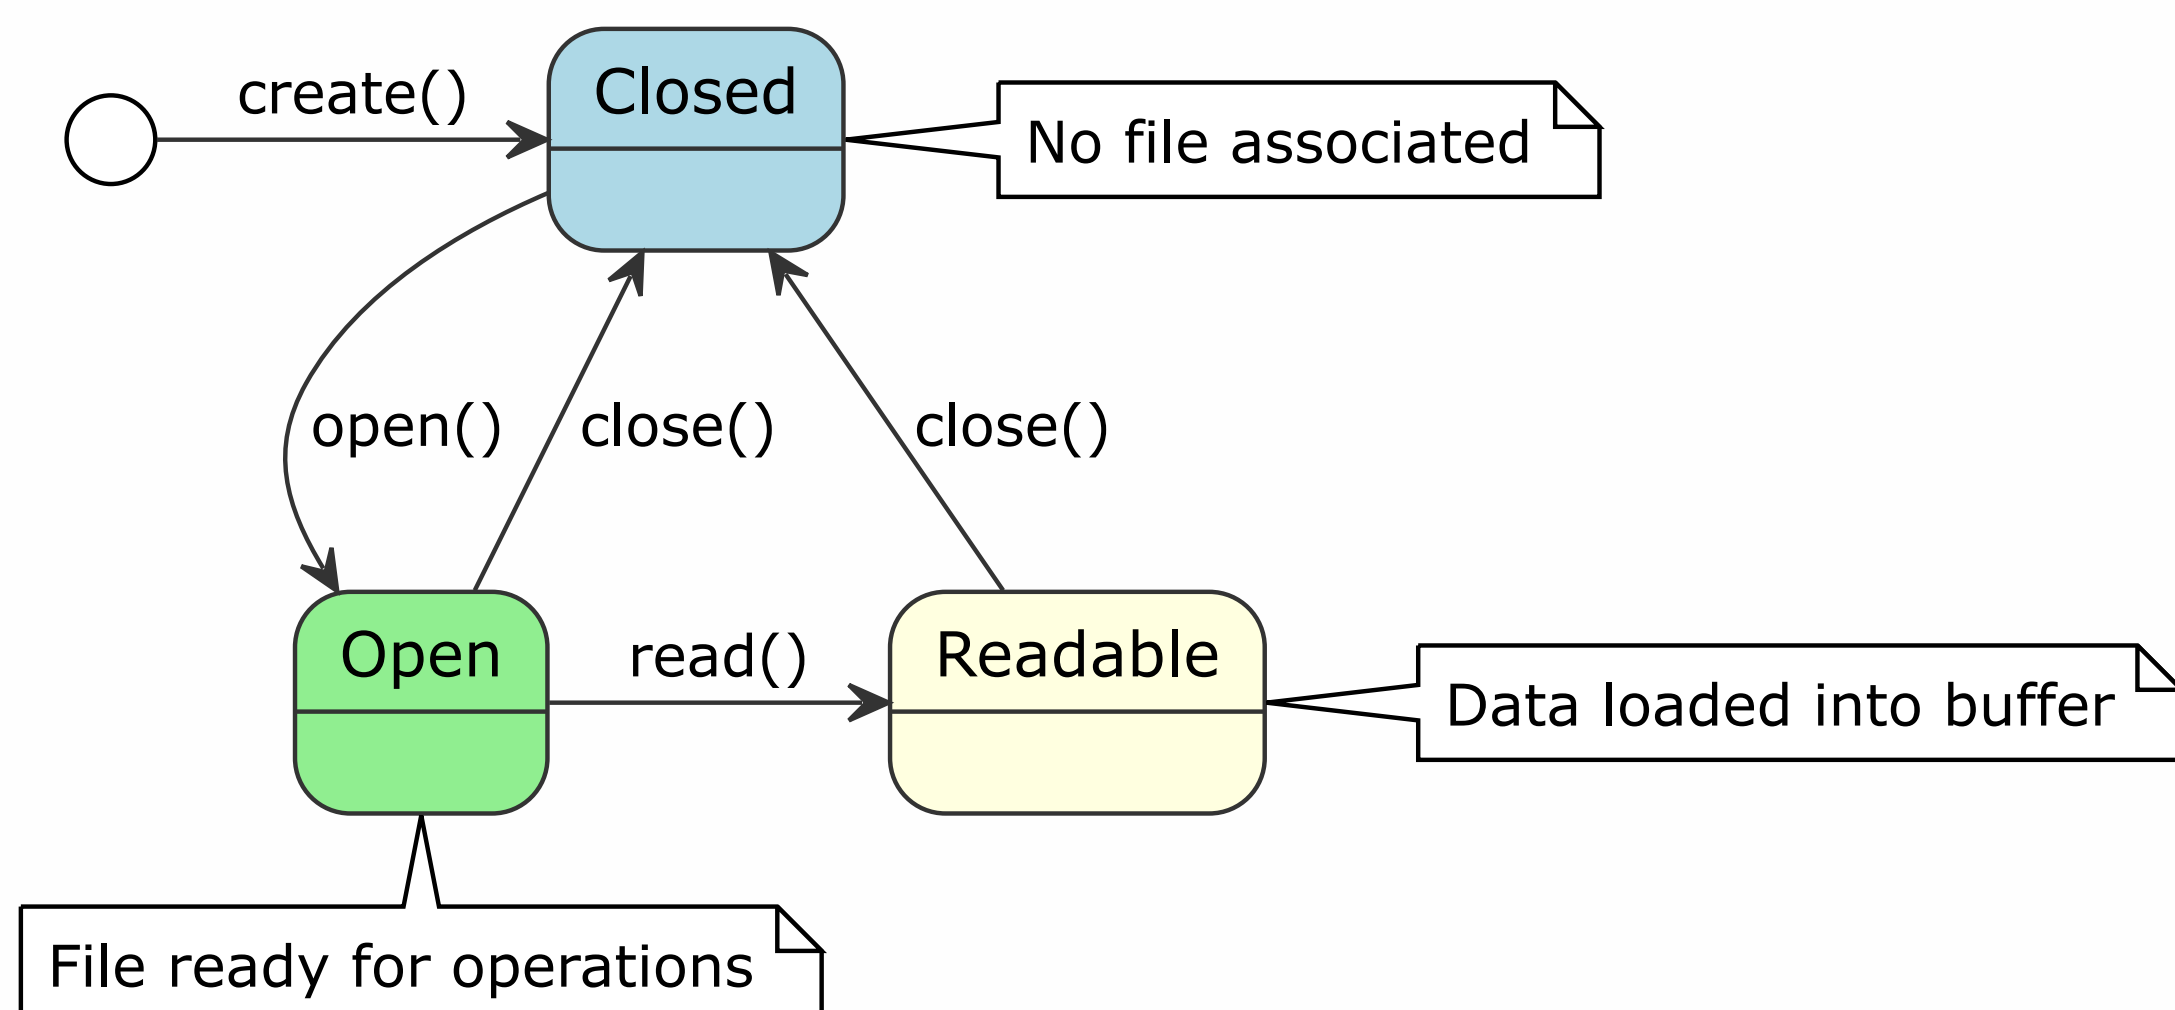 create()
Closed
No file associated
open()
close()
close()
Open
read()
Readable
Data loaded into buffer
File ready for operations